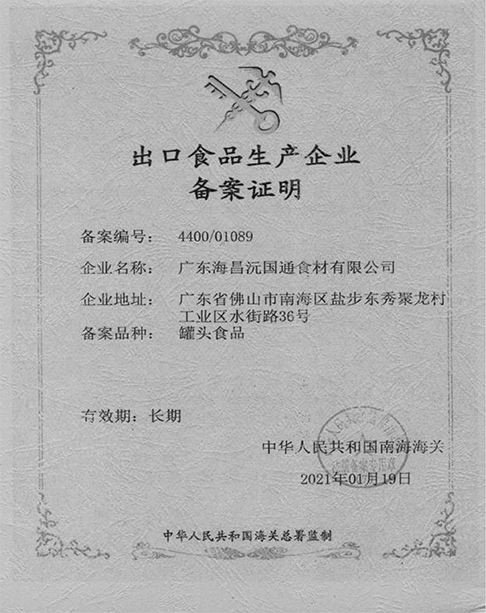 出口食品生产企业
备案证明
备案编号： 4400/01089
企业名称： 广东海昌沅国通食材有限公司
企业地址： 广东省佛山市南海区盐步东秀聚龙村
工业区水街路36号
备案品种： 罐头食品
有效期：长期
中华人民共和国南海海关
2021年01月19日
中华人民共和国海关总署监制